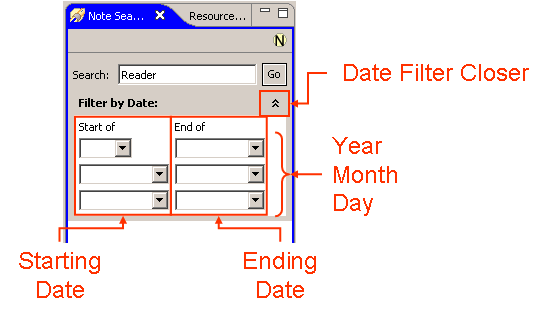 Note Sea... Resource...
N
Search: Reader Go
Date Filter Closer
Filter by Date:
Start of End of
Year
Month
Day
Starting
Date
Ending
Date